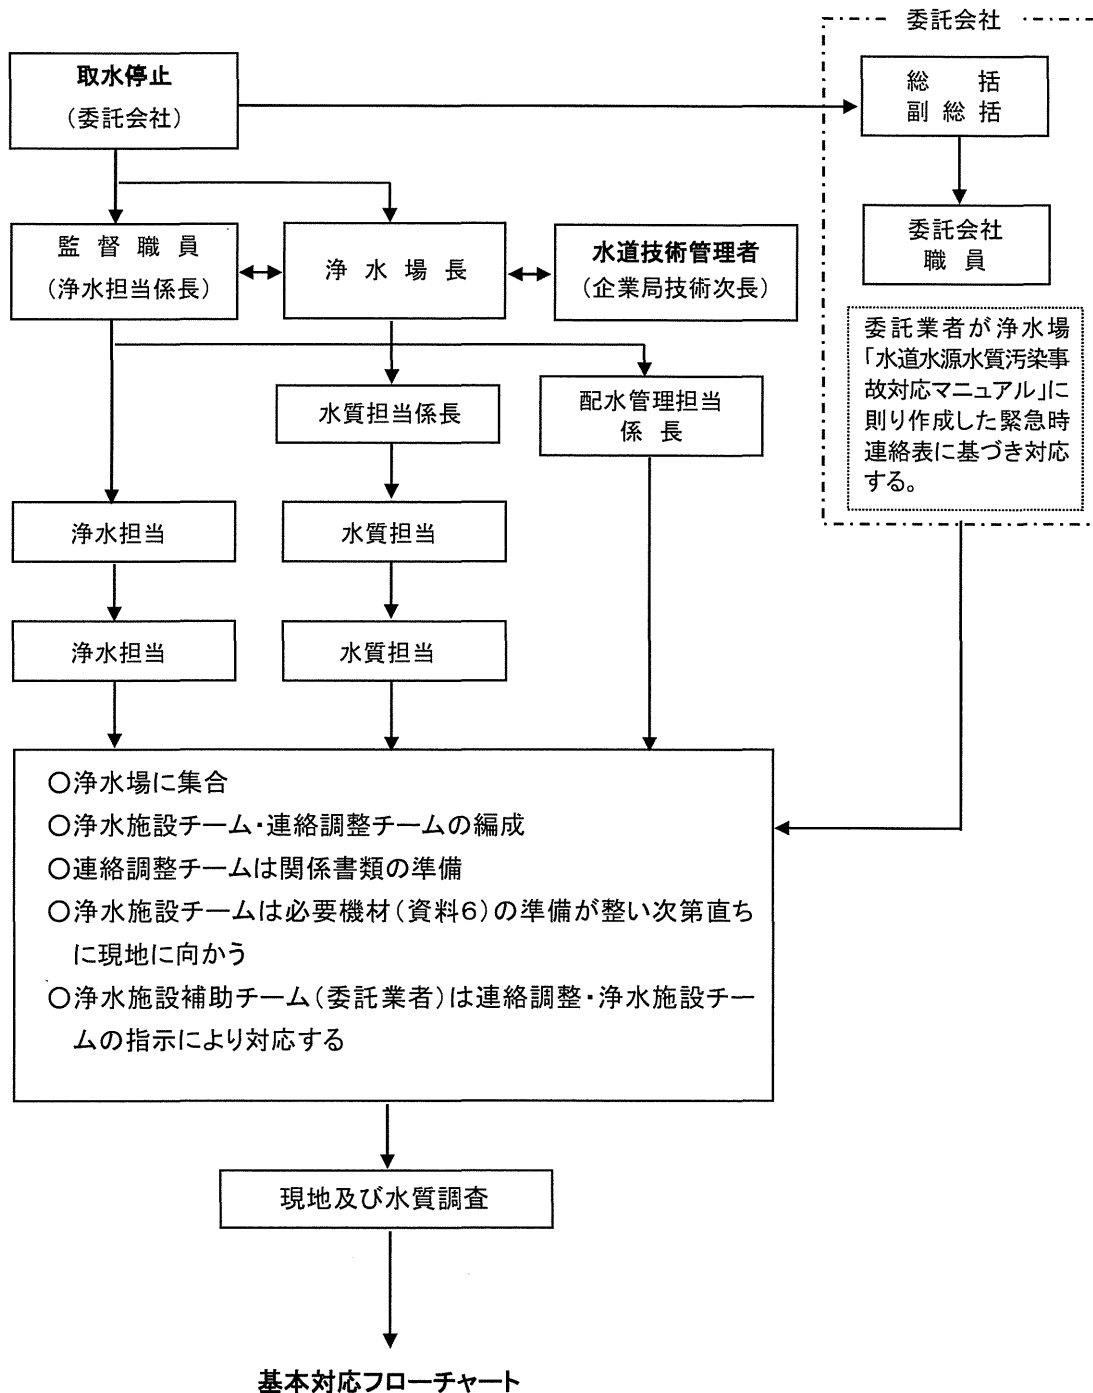 委託会社
取水停止
(委託会社)
総　　括
副 総 括
委託会社
職 員
監 督 職 員
(浄水担当係長)
浄 水 場 長
水道技術管理者
(企業局技術次長)
委託業者が浄水場
「水道水源水質汚染事
故対応マニュアル」に
則り作成した緊急時
連絡表に基づき対応
する。
水質担当係長
配水管理担当
係 長
浄水担当
水質担当
浄水担当
水質担当
○浄水場に集合
○浄水施設チーム・連絡調整チームの編成
○連絡調整チームは関係書類の準備
○浄水施設チームは必要機材(資料6)の準備が整い次第直ち
に現地に向かう
○浄水施設補助チーム(委託業者)は連絡調整・浄水施設チー
ムの指示により対応する
現地及び水質調査
基本対応フローチャート